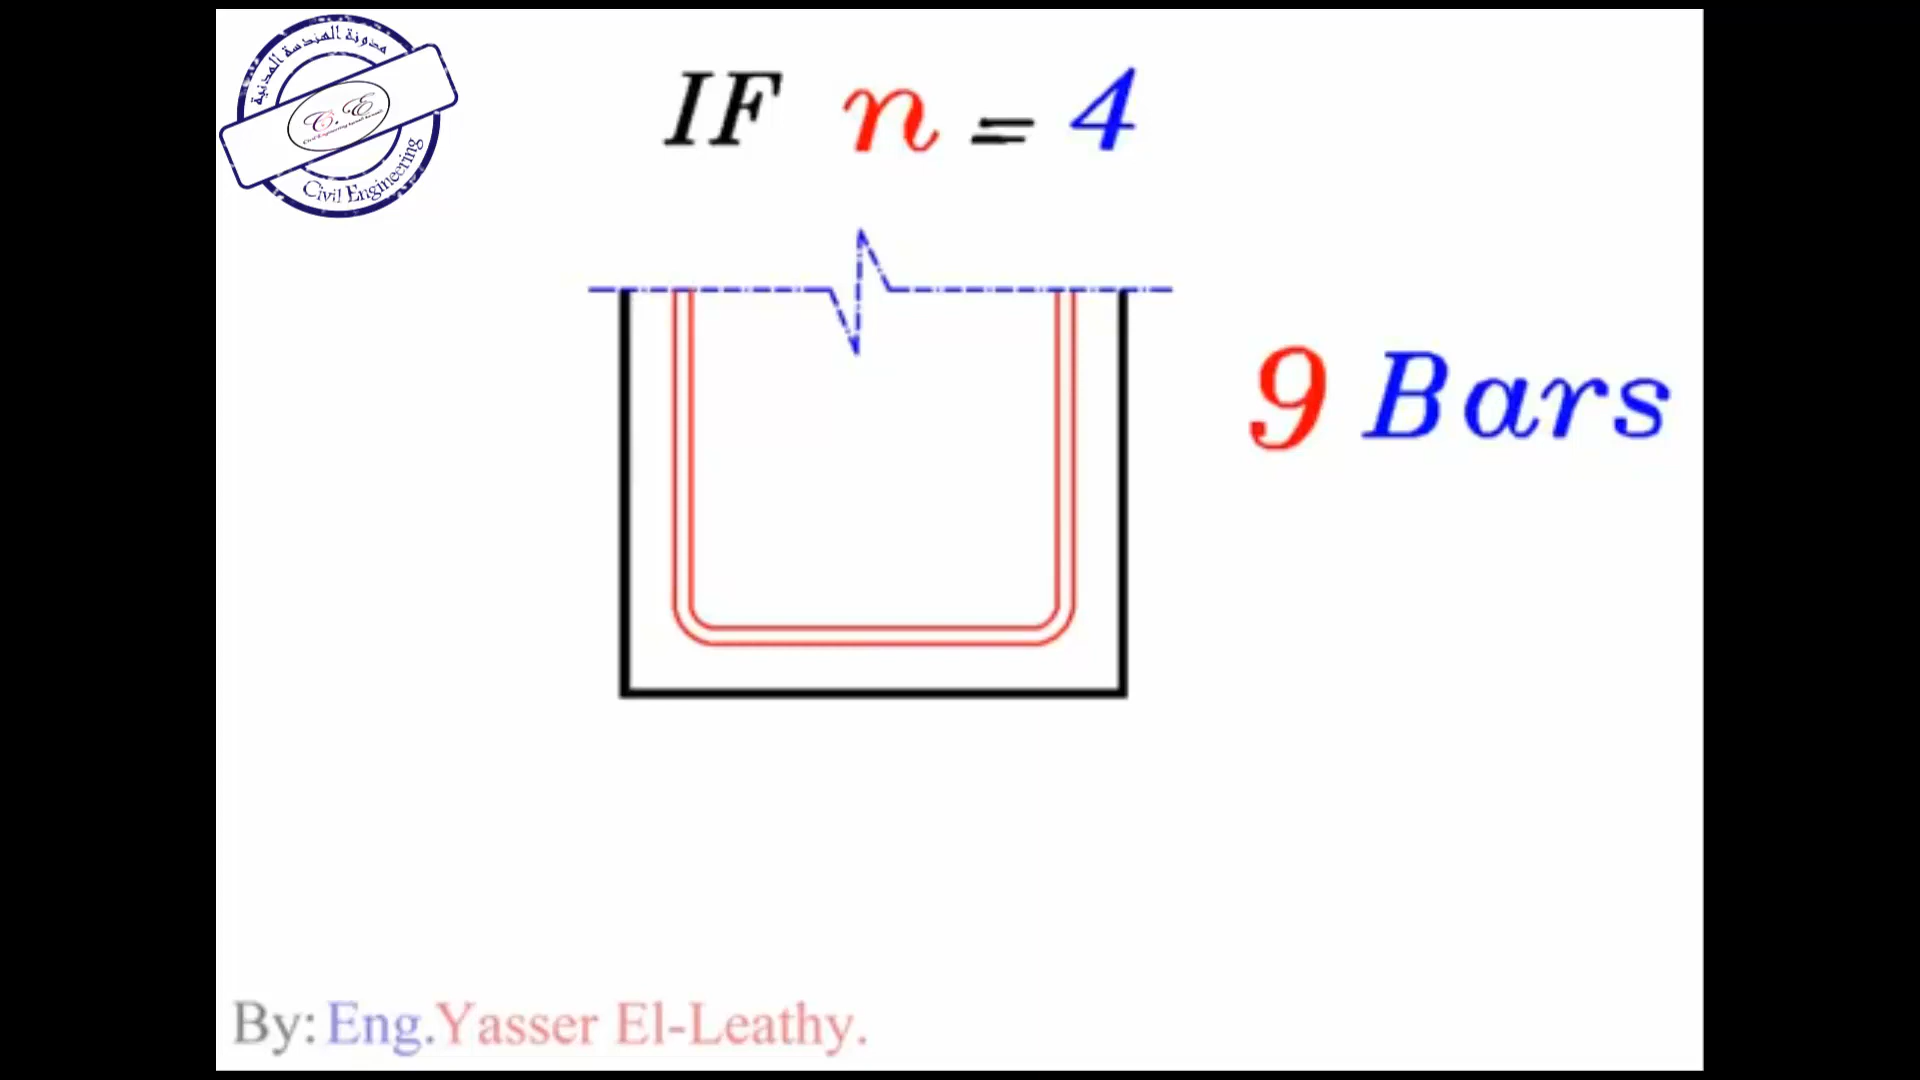 مدونة الهندسة المدنية
C. E
Civil Engineering
IF n = 4
9 Bars
By: Eng.Yasser El-Leathy.